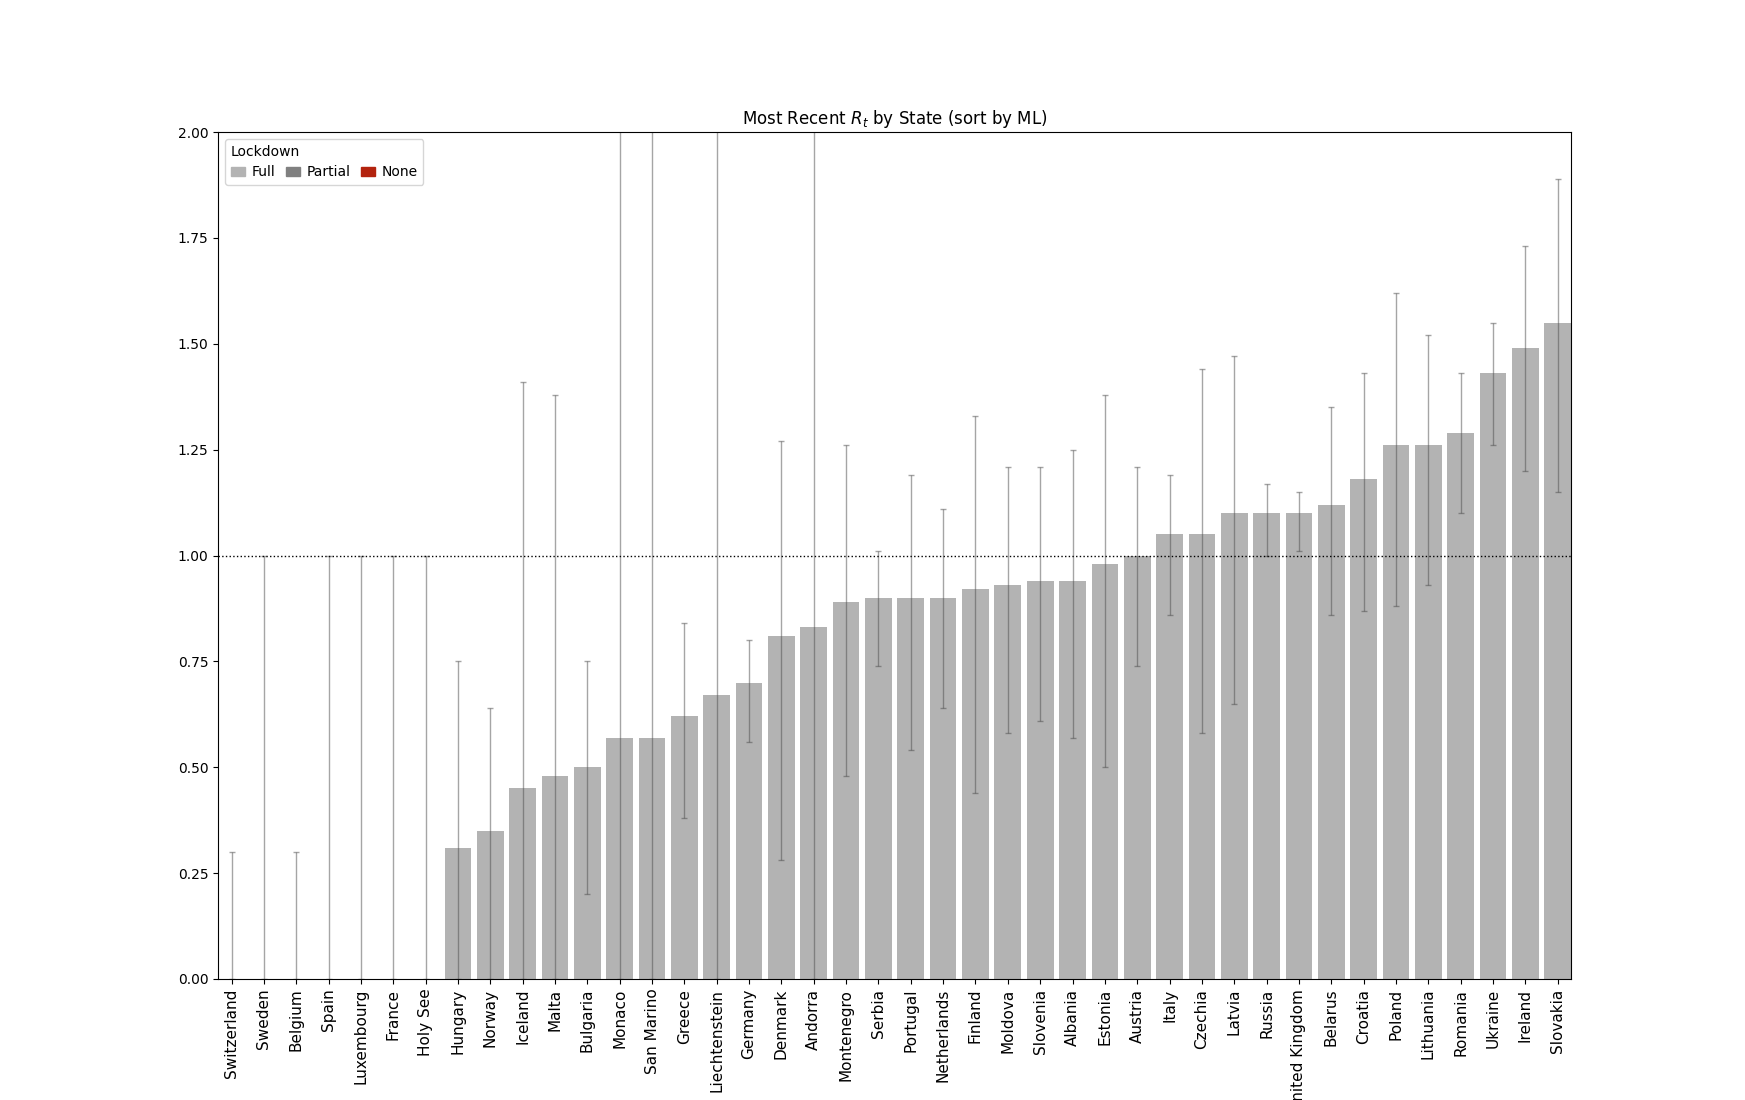 Most Recent Rt by State (sort by ML)
2.00
Lockdown
Full Partial None
1.75
1.50
1.25
1.00
0.75
0.50
0.25
0.00
Switzerland
Sweden
Belgium
Spain
Luxembourg
France
Holy See
Hungary
Norway
Iceland
Malta
Bulgaria
Monaco
San Marino
Greece
Liechtenstein
Germany
Denmark
Andorra
Montenegro
Serbia
Portugal
Netherlands
Finland
Moldova
Slovenia
Albania
Estonia
Austria
Italy
Czechia
Latvia
Russia
nited Kingdom
Belarus
Croatia
Poland
Lithuania
Romania
Ukraine
Ireland
Slovakia